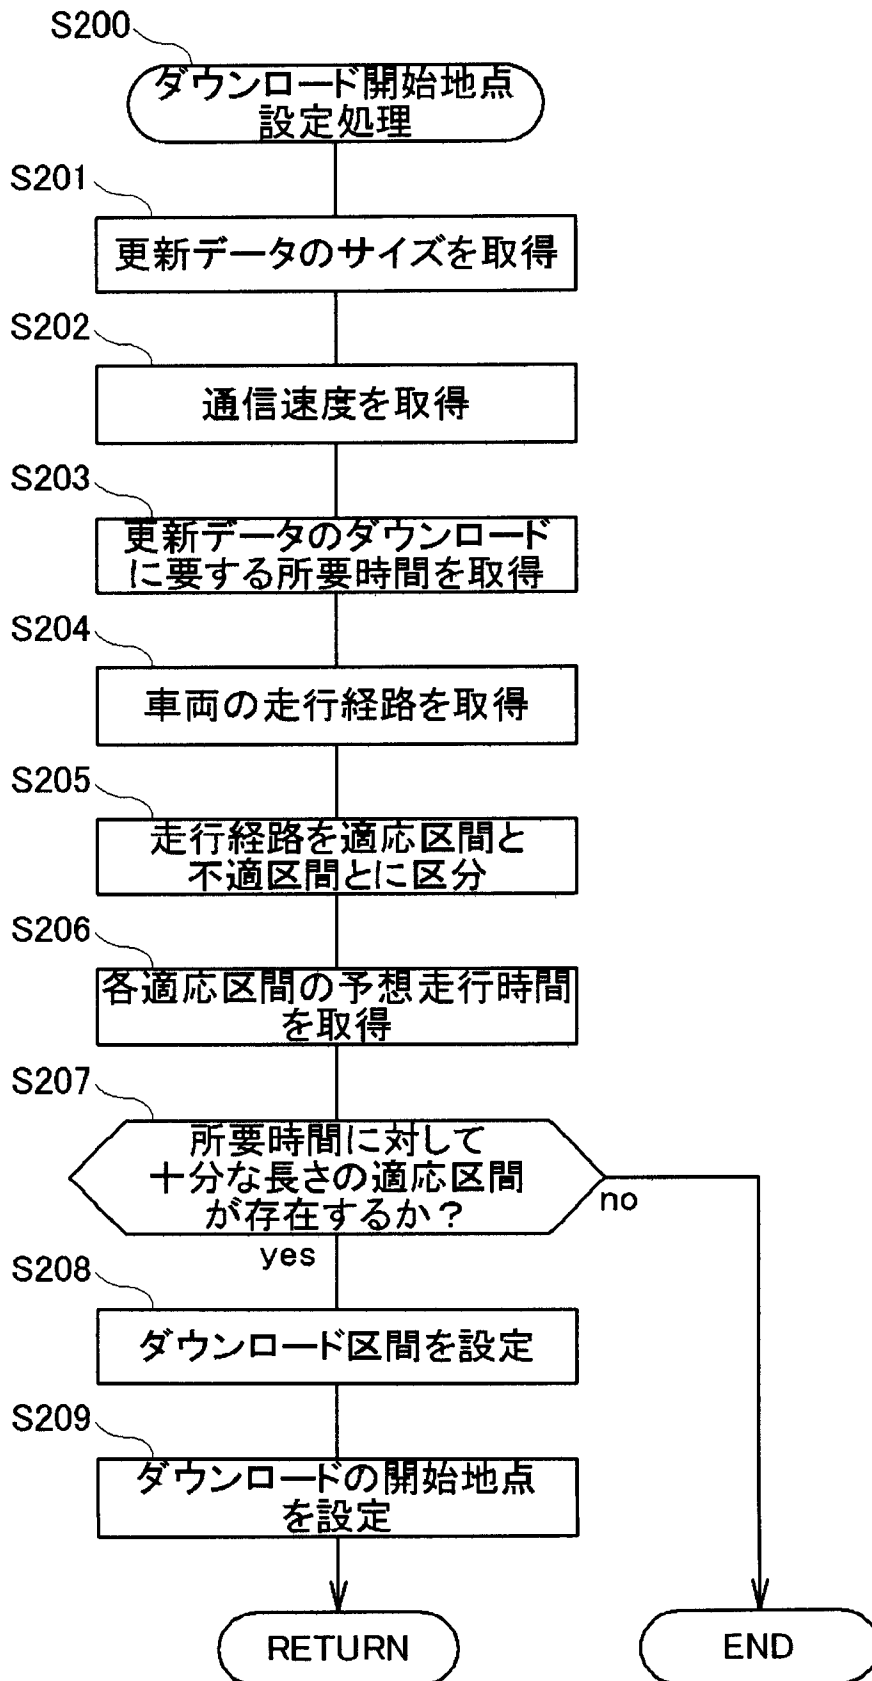 S200
ダウンロード開始地点
設定処理
S201
更新データのサイズを取得
S202
通信速度を取得
S203
更新データのダウンロード
に要する所要時間を取得
S204
車両の走行経路を取得
S205
走行経路を適応区間と
不適区間とに区分
S206
各適応区間の予想走行時間
を取得
S207
所要時間に対して
十分な長さの適応区間
が存在するか？
no
yes
S208
ダウンロード区間を設定
S209
ダウンロードの開始地点
を設定
RETURN
END